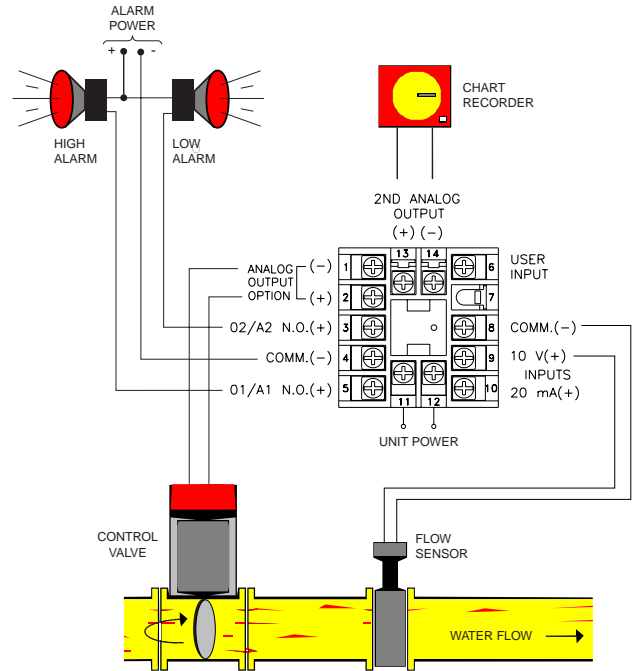 ALARM
POWER
+ -
HIGH
ALARM
LOW
ALARM
CHART
RECORDER
2ND ANALOG
OUTPUT
(+) (-)
13 14
ANALOG
OUTPUT
OPTION
(-)
(+)
1
2
O2/A2 N.O.(+) 3
COMM.(-) 4
O1/A1 N.O.(+) 5
6 USER
INPUT
7
8 COMM.(-)
9 10 V(+)
INPUTS
10 20 mA(+)
11 12
UNIT POWER
CONTROL
VALVE
FLOW
SENSOR
WATER FLOW